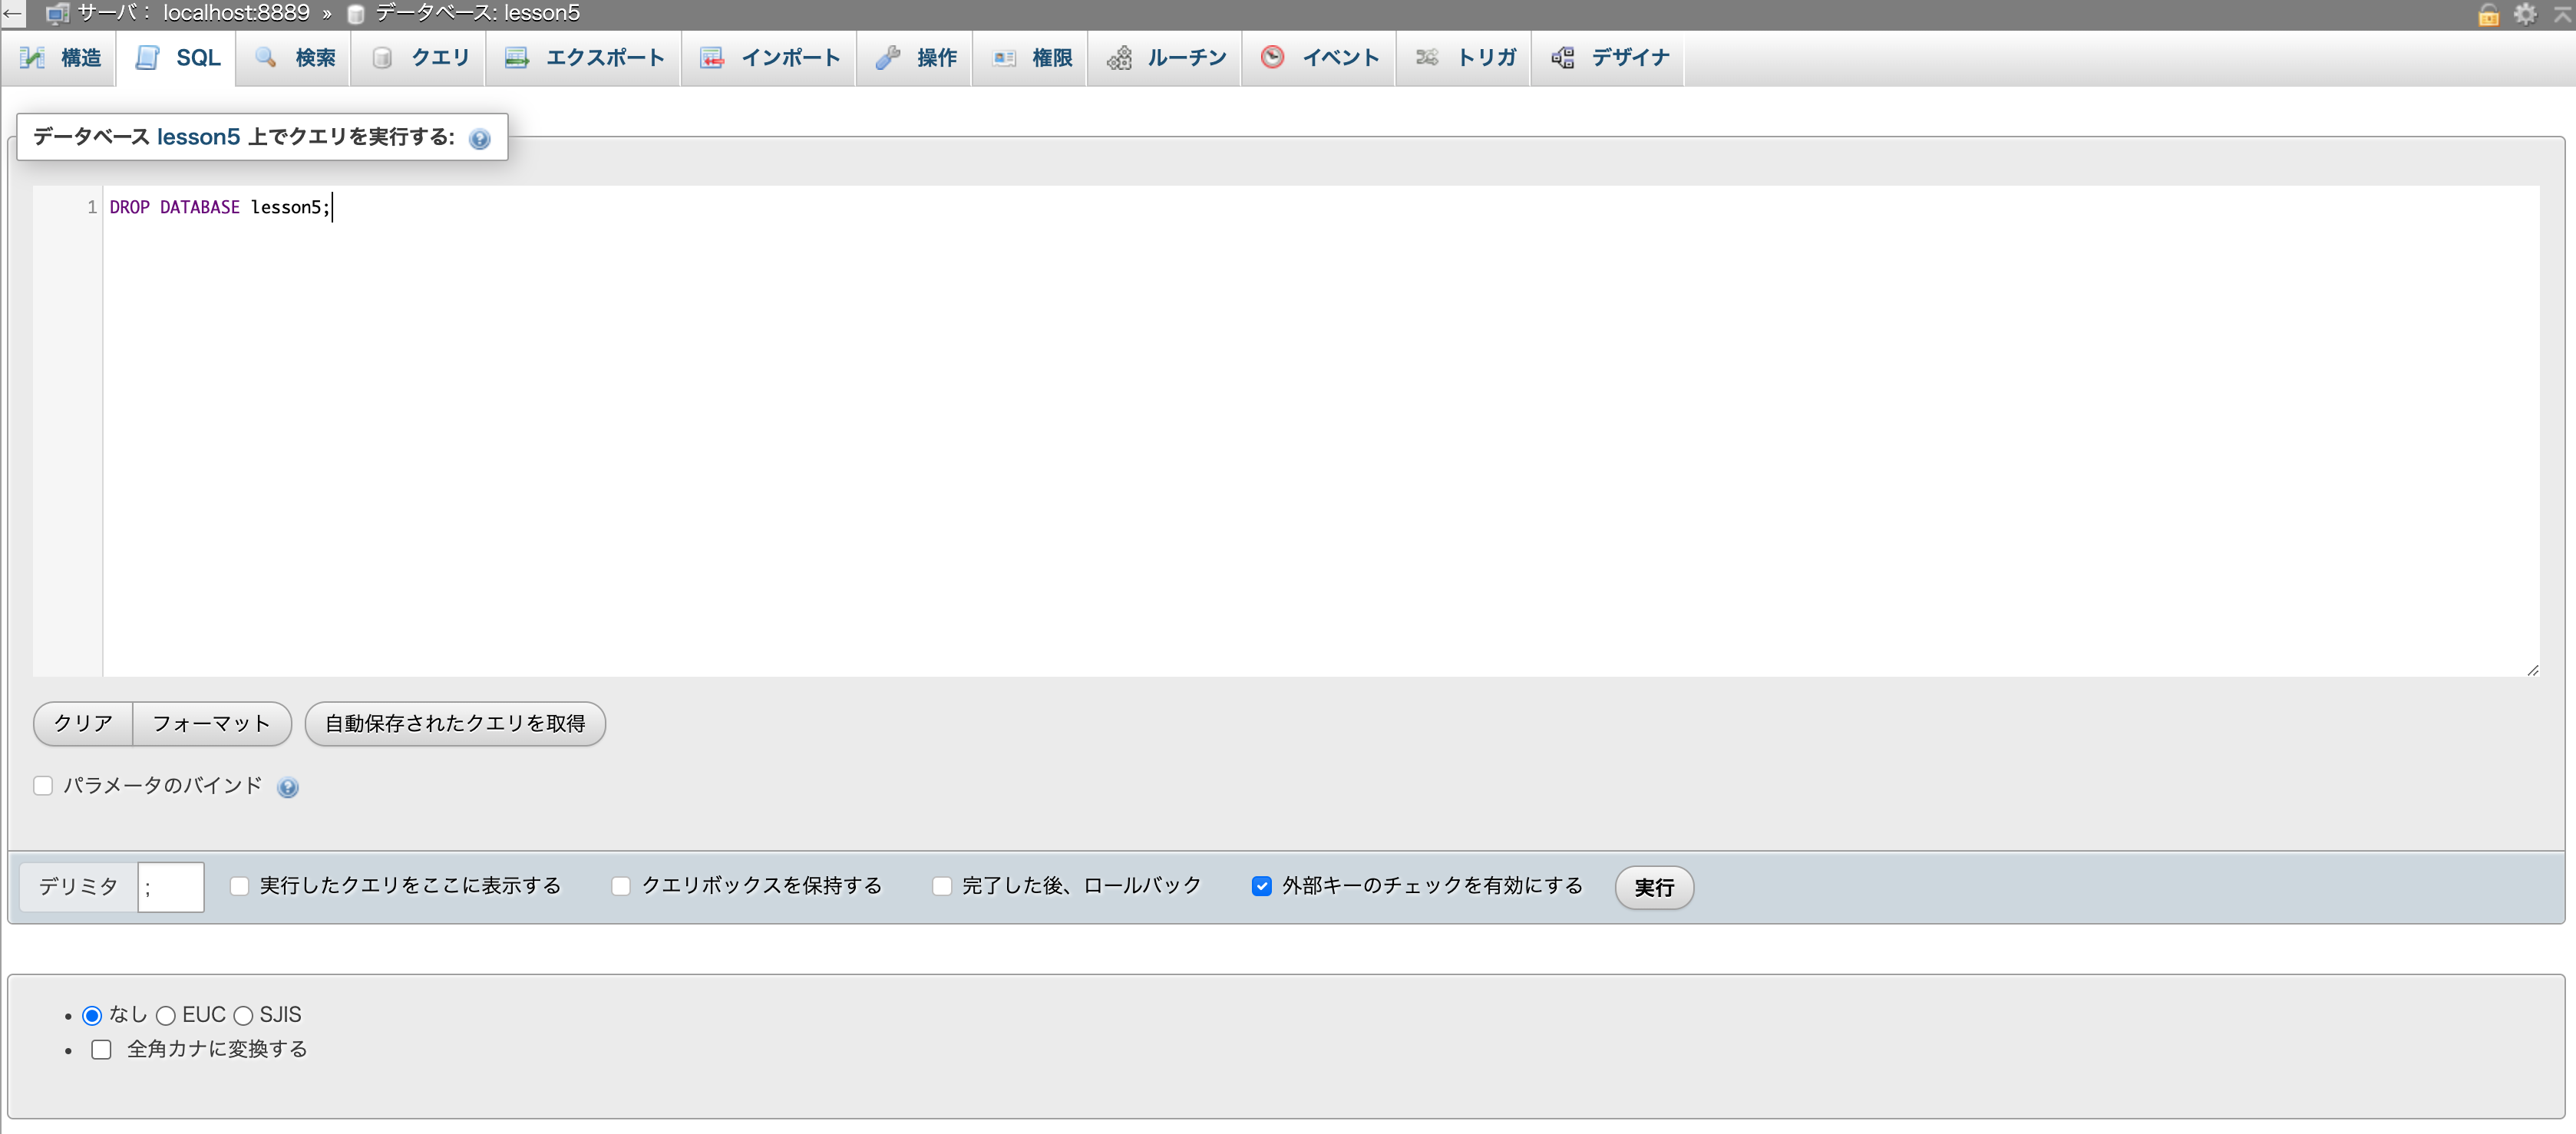 サーバ： localhost:8889 » データベース: lesson5
構造 SQL 検索 クエリ エクスポート インポート 操作 権限 ルーチン イベント トリガ デザイナ
データベース lesson5 上でクエリを実行する:
1 DROP DATABASE lesson5;
クリア フォーマット 自動保存されたクエリを取得
パラメータのバインド
デリミタ ; 実行したクエリをここに表示する クエリボックスを保持する 完了した後、ロールバック 外部キーのチェックを有効にする 実行
なし EUC SJIS
全角カナに変換する